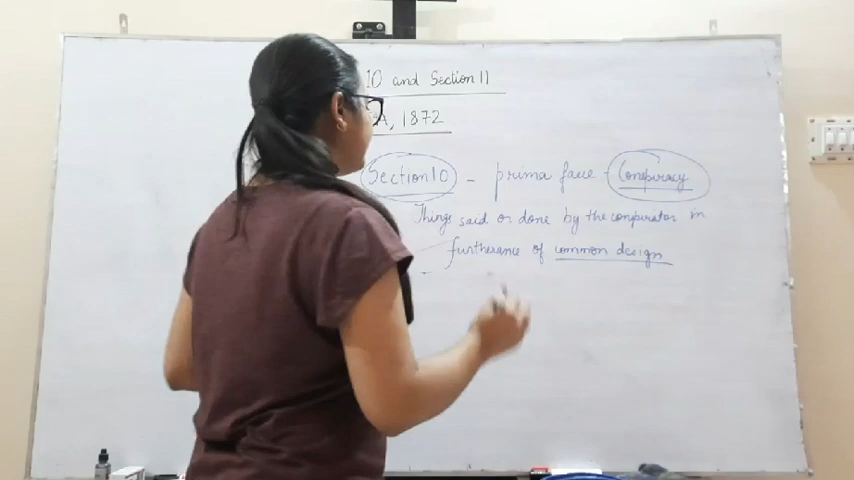 10 and Section 11
A, 1872
Section 10 - prima facie - Conspiracy
Things said or done by the conspirator in
furtherance of common design